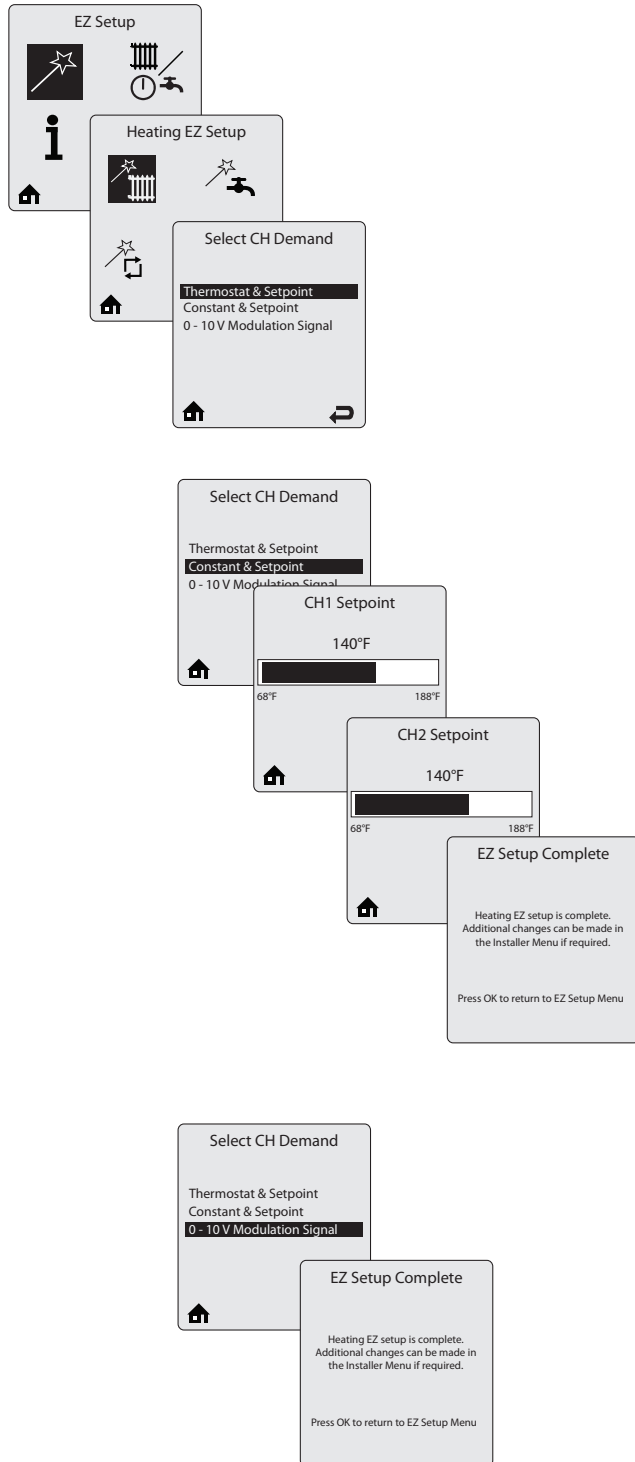 EZ Setup
Heating EZ Setup
Select CH Demand
Thermostat & Setpoint
Constant & Setpoint
0 - 10 V Modulation Signal
Select CH Demand
Thermostat & Setpoint
Constant & Setpoint
0 - 10 V Modulation Signal
CH1 Setpoint
140°F
68°F 188°F
CH2 Setpoint
140°F
68°F 188°F
EZ Setup Complete
Heating EZ setup is complete.
Additional changes can be made in
the Installer Menu if required.
Press OK to return to EZ Setup Menu
Select CH Demand
Thermostat & Setpoint
Constant & Setpoint
0 - 10 V Modulation Signal
EZ Setup Complete
Heating EZ setup is complete.
Additional changes can be made in
the Installer Menu if required.
Press OK to return to EZ Setup Menu